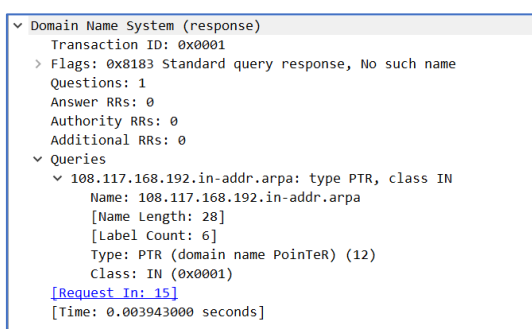 Domain Name System (response)
Transaction ID: 0x0001
Flags: 0x8183 Standard query response, No such name
Questions: 1
Answer RRs: 0
Authority RRs: 0
Additional RRs: 0
Queries
108.117.168.192.in-addr.arpa: type PTR, class IN
Name: 108.117.168.192.in-addr.arpa
[Name Length: 28]
[Label Count: 6]
Type: PTR (domain name PoinTeR) (12)
Class: IN (0x0001)
[Request In: 15]
[Time: 0.003943000 seconds]